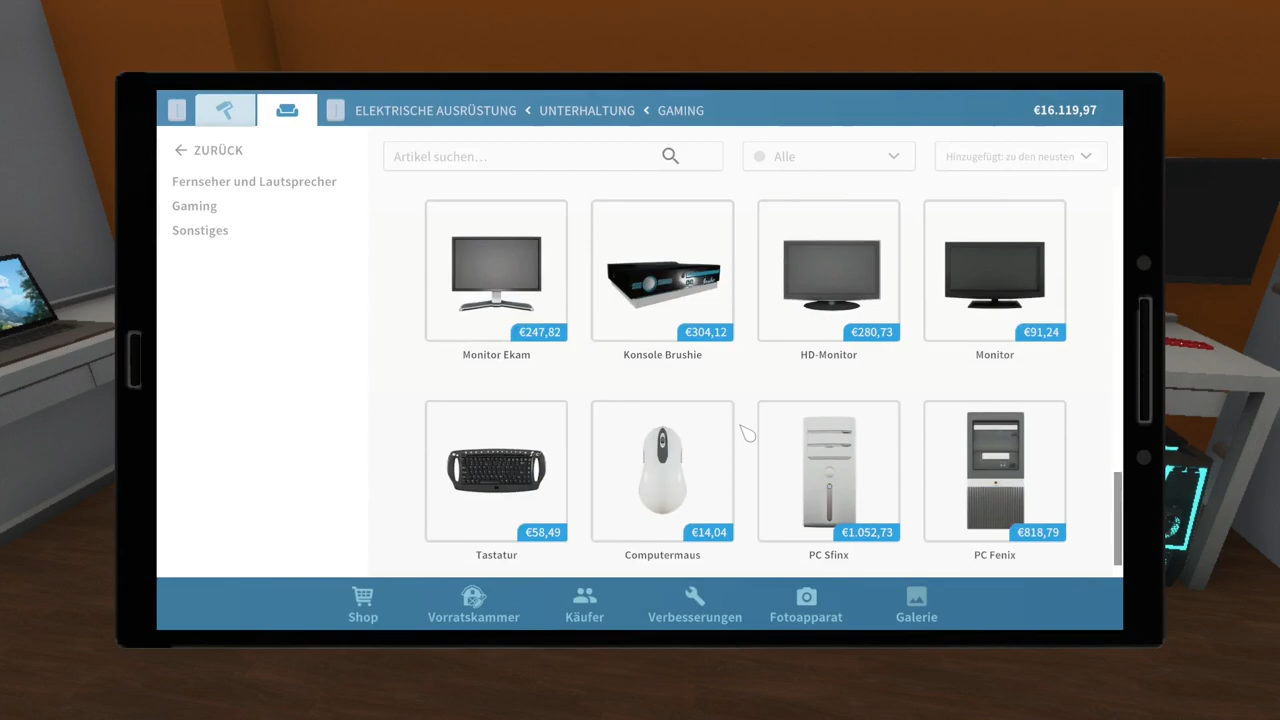 ELEKTRISCHE AUSRÜSTUNG < UNTERHALTUNG < GAMING
€16.119,97
ZURÜCK
Fernseher und Lautsprecher
Gaming
Sonstiges
Artikel suchen...
Alle
Hinzugefügt: zu den neusten
€247,82
Monitor Ekam
€304,12
Konsole Brushie
€280,73
HD-Monitor
€91,24
Monitor
€58,49
Tastatur
€14,04
Computermaus
€1.052,73
PC Sfinx
€818,79
PC Fenix
Shop
Vorratskammer
Käufer
Verbesserungen
Fotoapparat
Galerie